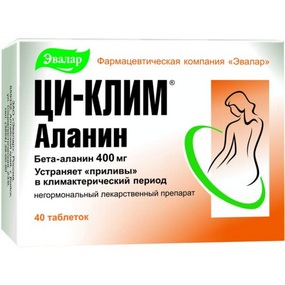 Эвалар
Фармацевтическая компания «Эвалар»
ЦИ-КЛИМ®
Аланин
Бета-аланин 400 мг
Устраняет «приливы»
в климактерический период
негормональный лекарственный препарат
40 таблеток